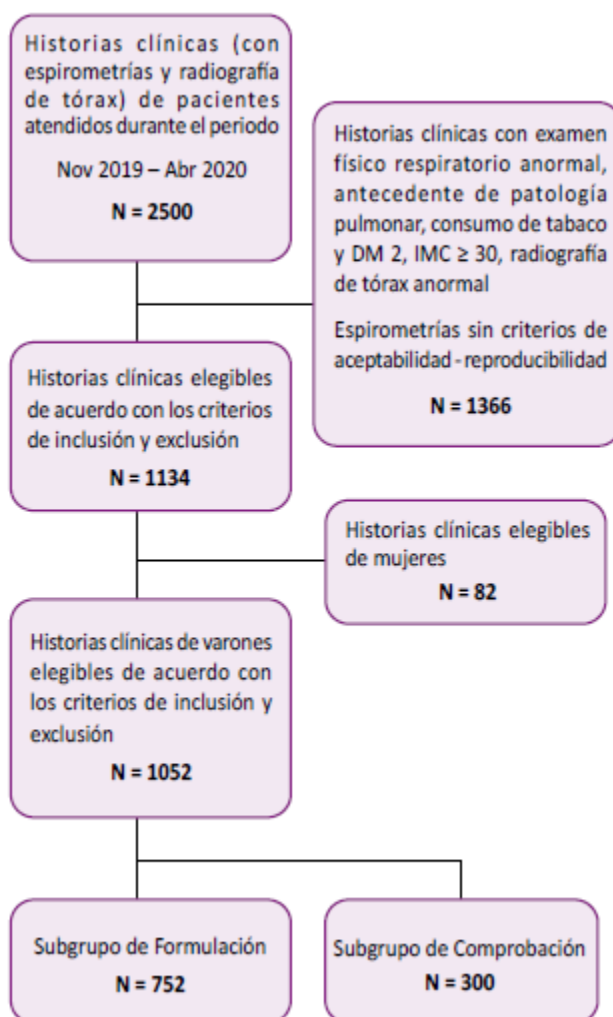 Historias clínicas (con
espirometrías y radiografía
de tórax) de pacientes
atendidos durante el periodo
Nov 2019 – Abr 2020
N = 2500
Historias clínicas con examen
físico respiratorio anormal,
antecedente de patología
pulmonar, consumo de tabaco
y DM 2, IMC ≥ 30, radiografía
de tórax anormal
Espirometrías sin criterios de
aceptabilidad - reproducibilidad
N = 1366
Historias clínicas elegibles
de acuerdo con los criterios
de inclusión y exclusión
N = 1134
Historias clínicas elegibles
de mujeres
N = 82
Historias clínicas de varones
elegibles de acuerdo con
los criterios de inclusión y
exclusión
N = 1052
Subgrupo de Formulación
N = 752
Subgrupo de Comprobación
N = 300